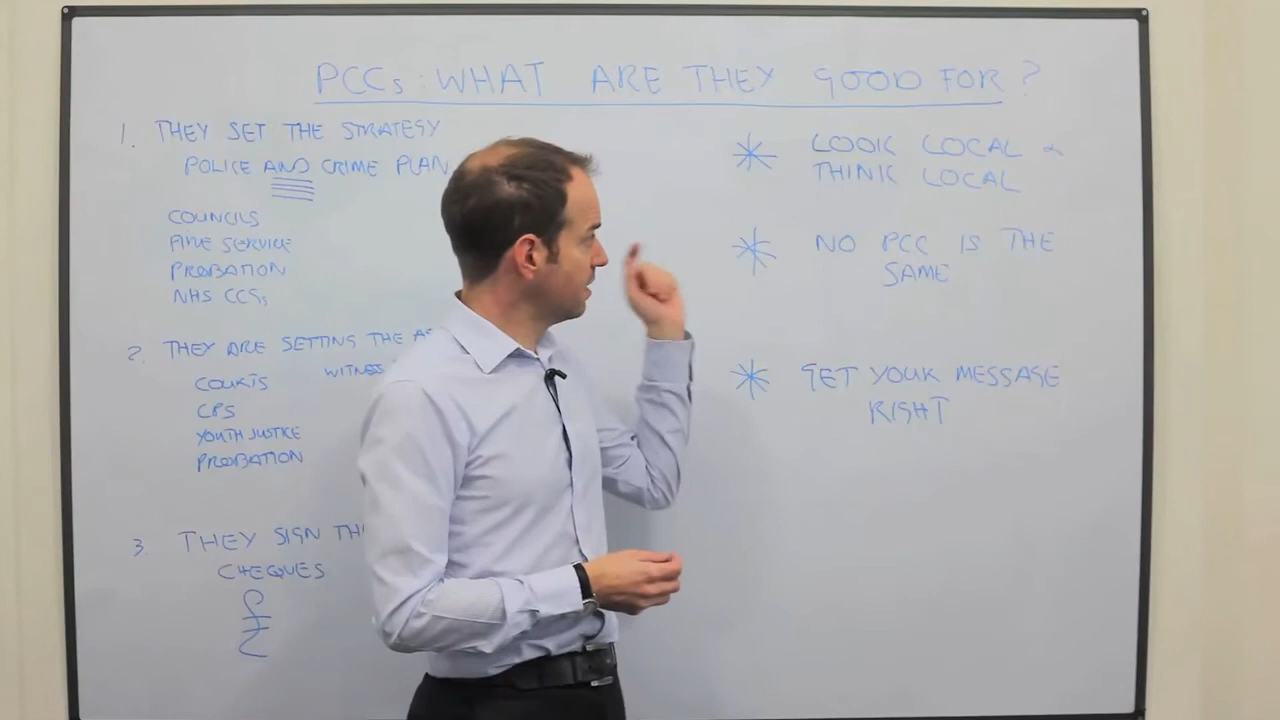 PCCs: WHAT ARE THEY GOOD FOR?
1. THEY SET THE STRATEGY
POLICE AND CRIME PLAN
COUNCILS
FIRE SERVICE
PROBATION
NHS CCGs
2. THEY ARE SETTING THE
WITNESS
COURTS
CPS
YOUTH JUSTICE
PROBATION
3 THEY SIGN
CHEQUES
£
* LOOK LOCAL &
THINK LOCAL
* NO PCC IS THE
SAME
* GET YOUR MESSAGE
RIGHT